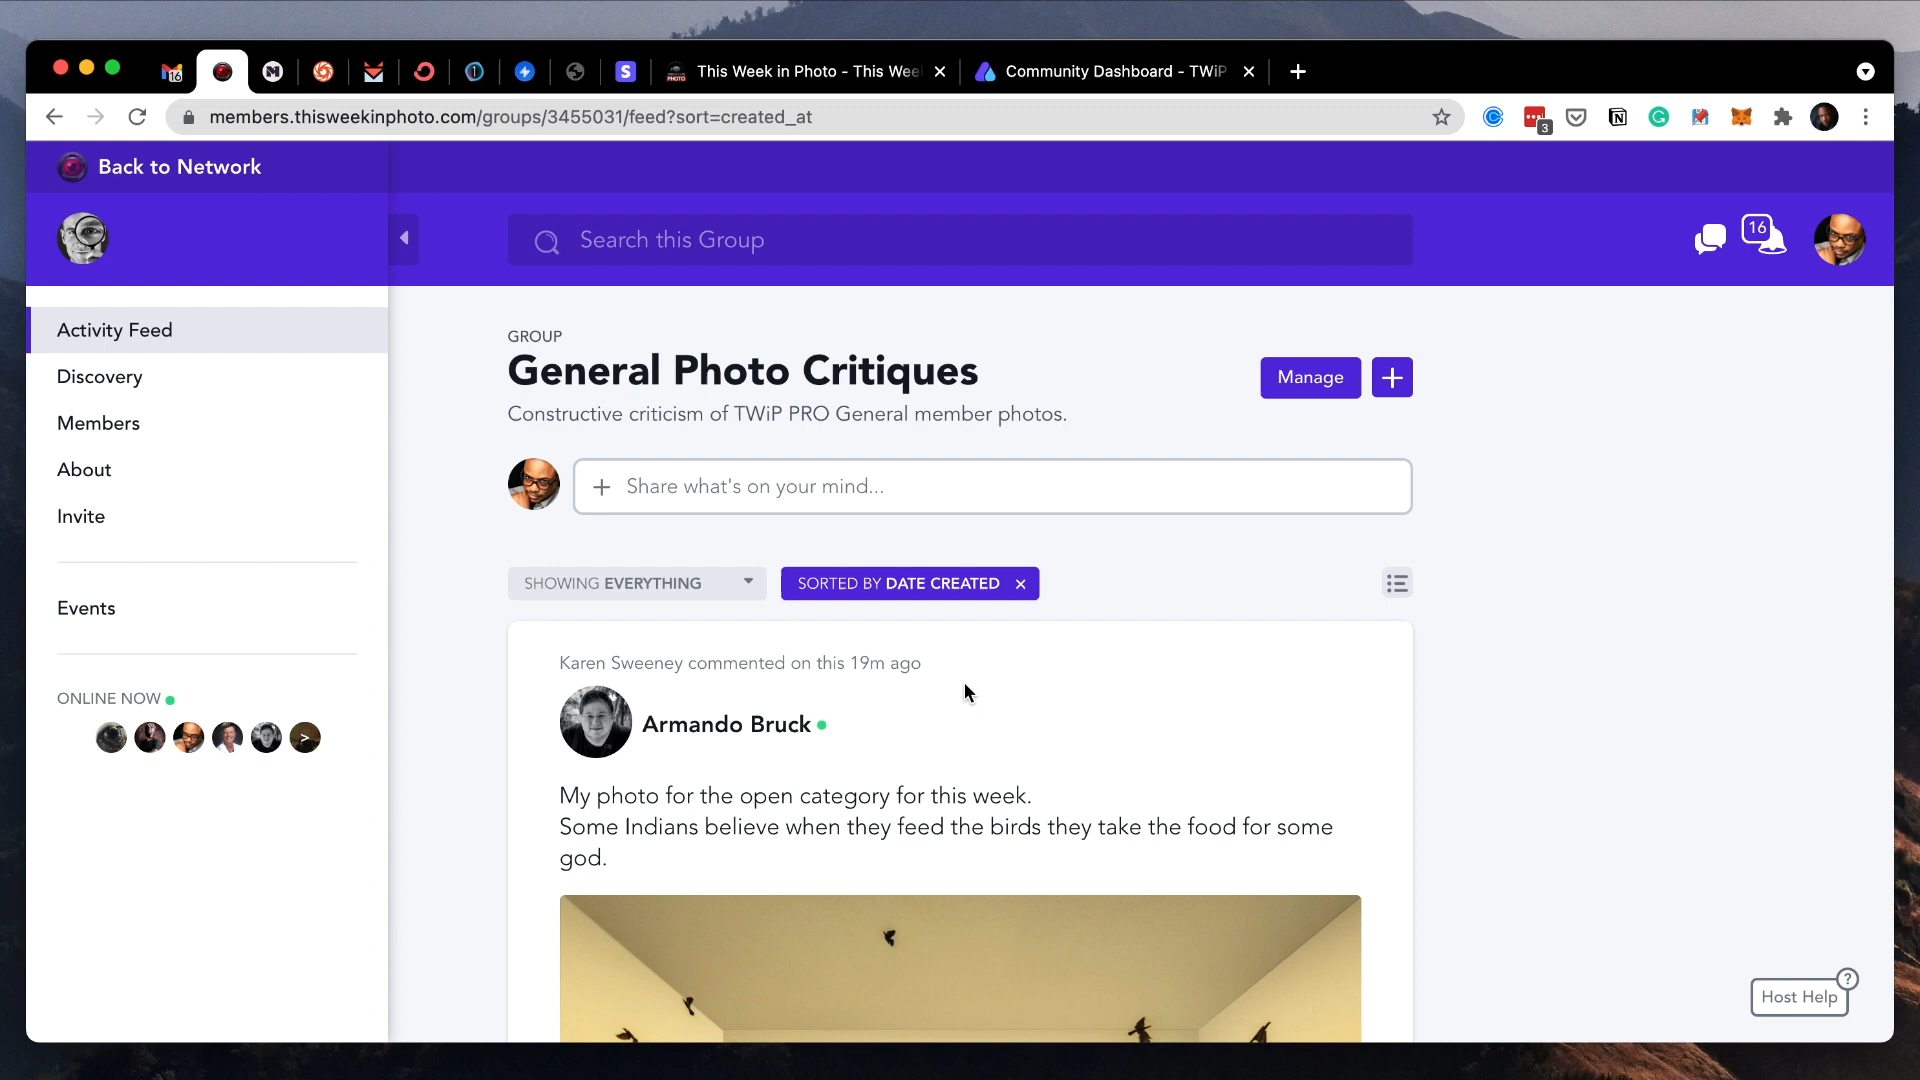 16
This Week in Photo - This Wee
Community Dashboard - TWiP
members.thisweekinphoto.com/groups/3455031/feed?sort=created_at
3
Back to Network
Search this Group
16
Activity Feed
Discovery
Members
About
Invite
Events
ONLINE NOW
GROUP
General Photo Critiques
Constructive criticism of TWiP PRO General member photos.
Manage
Share what's on your mind...
SHOWING EVERYTHING
SORTED BY DATE CREATED
Karen Sweeney commented on this 19m ago
Armando Bruck
My photo for the open category for this week.
Some Indians believe when they feed the birds they take the food for some
god.
Host Help
?